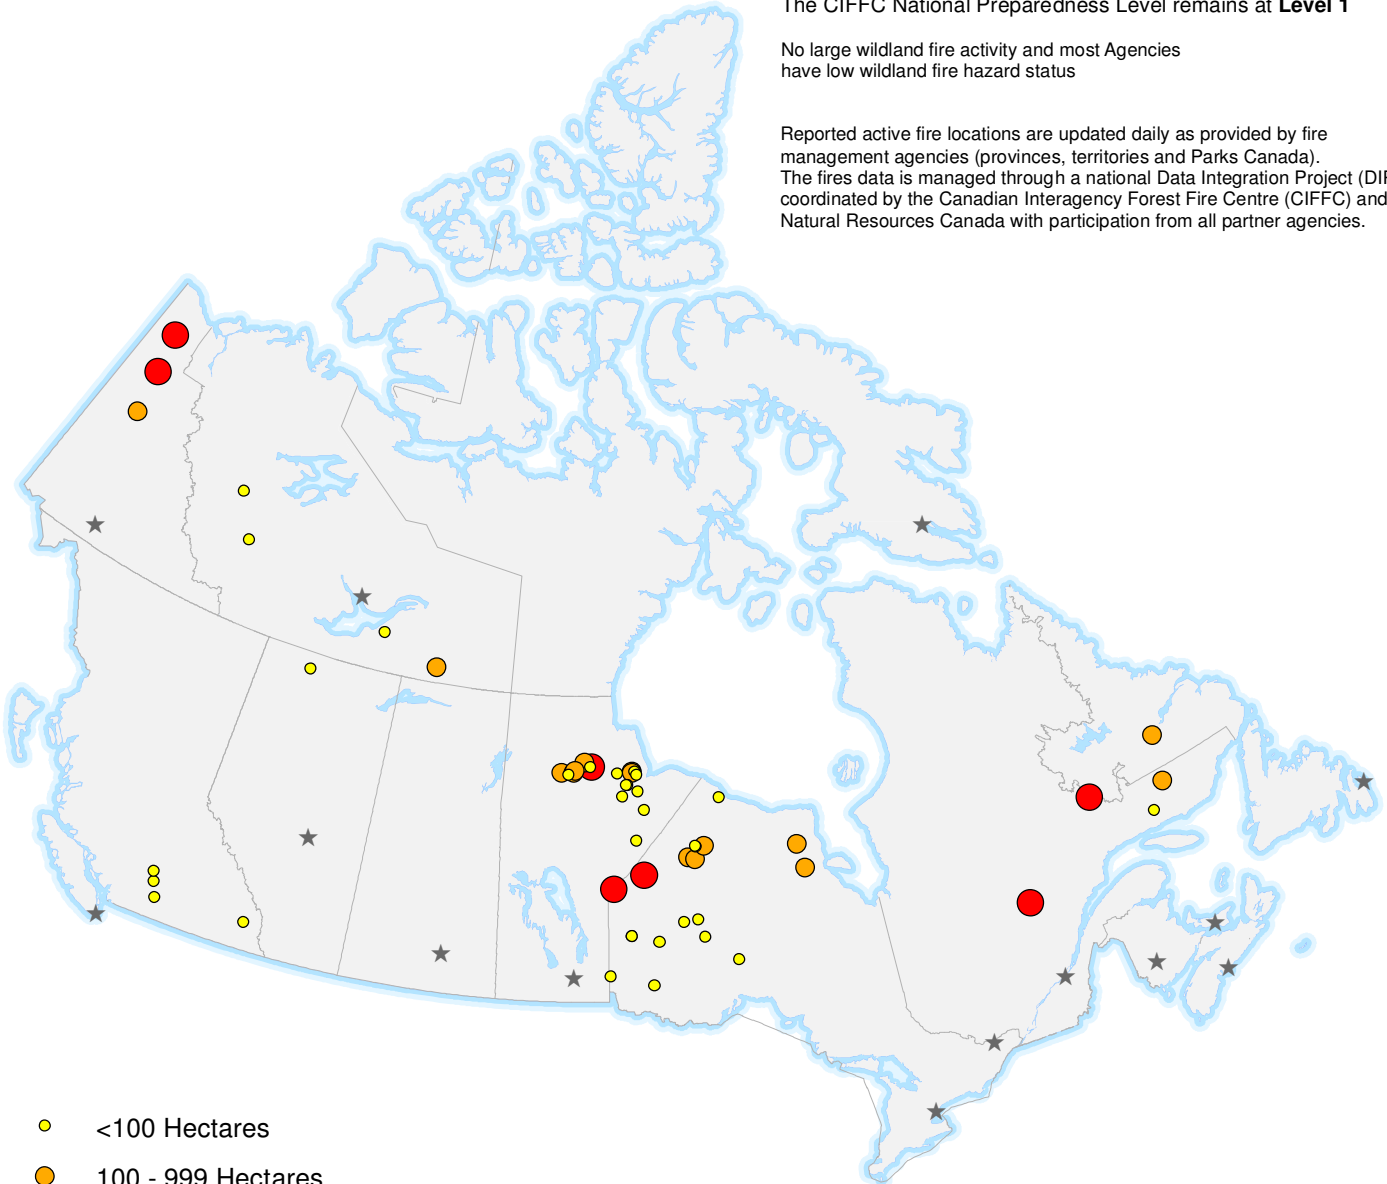 The CIFFC National Preparedness Level remains at Level 1
No large wildland fire activity and most Agencies
have low wildland fire hazard status
Reported active fire locations are updated daily as provided by fire
management agencies (provinces, territories and Parks Canada).
The fires data is managed through a national Data Integration Project (DIP
coordinated by the Canadian Interagency Forest Fire Centre (CIFFC) and
Natural Resources Canada with participation from all partner agencies.
<100 Hectares
100 - 999 Hectares